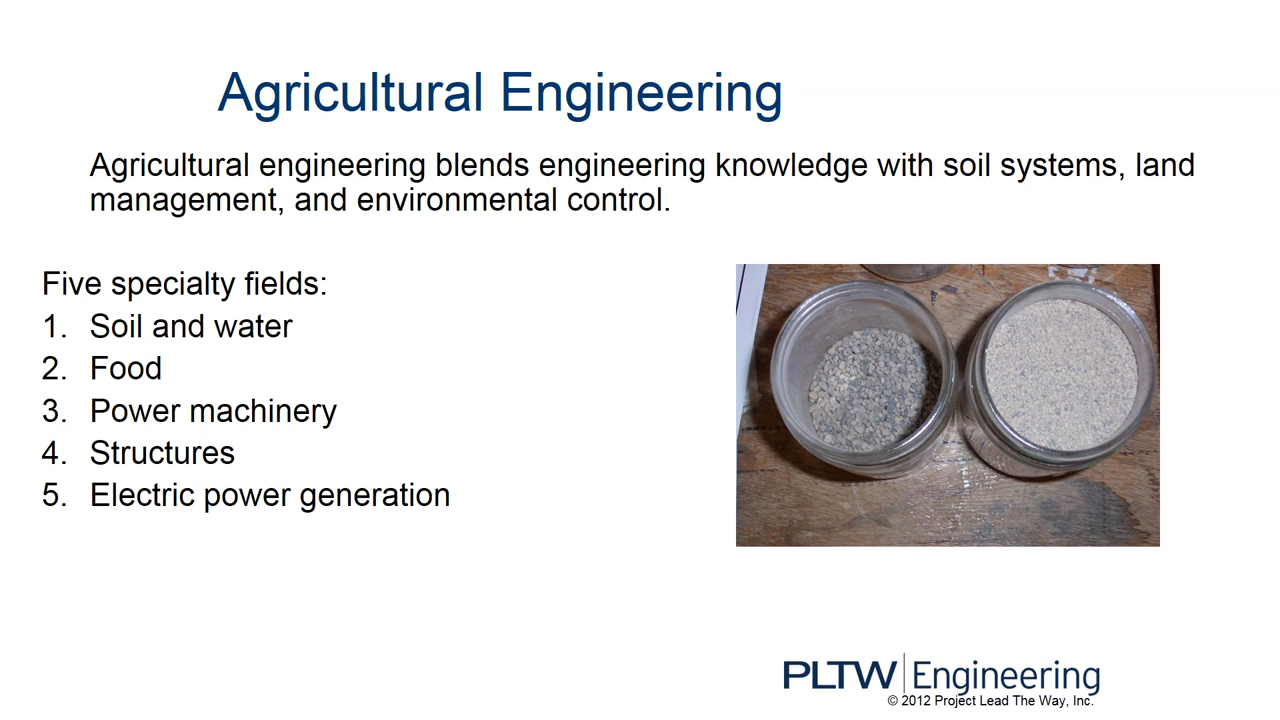 Agricultural Engineering
Agricultural engineering blends engineering knowledge with soil systems, land
management, and environmental control.
Five specialty fields:
1. Soil and water
2. Food
3. Power machinery
4. Structures
5. Electric power generation
PLTW Engineering
© 2012 Project Lead The Way, Inc.